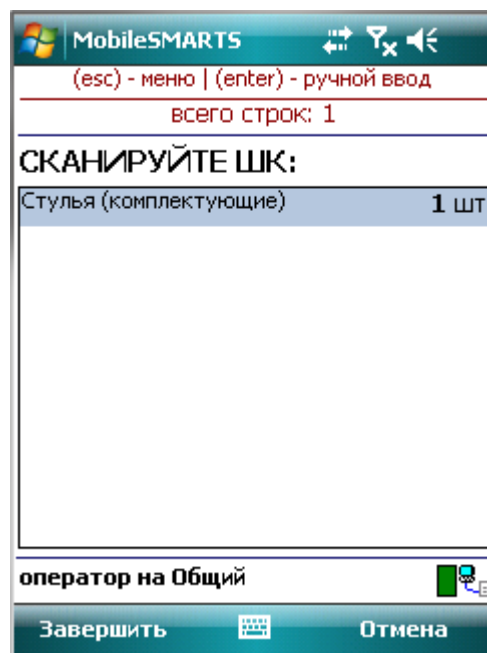 MobileSMARTS
(esc) - меню | (enter) - ручной ввод
всего строк: 1
СКАНИРУЙТЕ ШК:
Стулья (комплектующие) 1 шт
оператор на Общий
Завершить Отмена